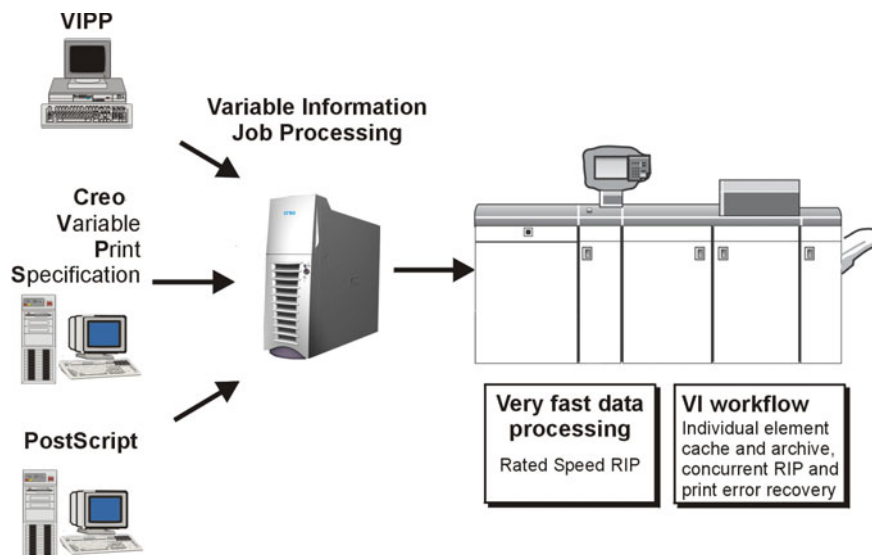 VIPP
Variable Information
Job Processing
Creo
Variable
Print
Specification
creo
PostScript
Very fast data
processing
Rated Speed RIP
VI workflow
Individual element
cache and archive,
concurrent RIP and
print error recovery